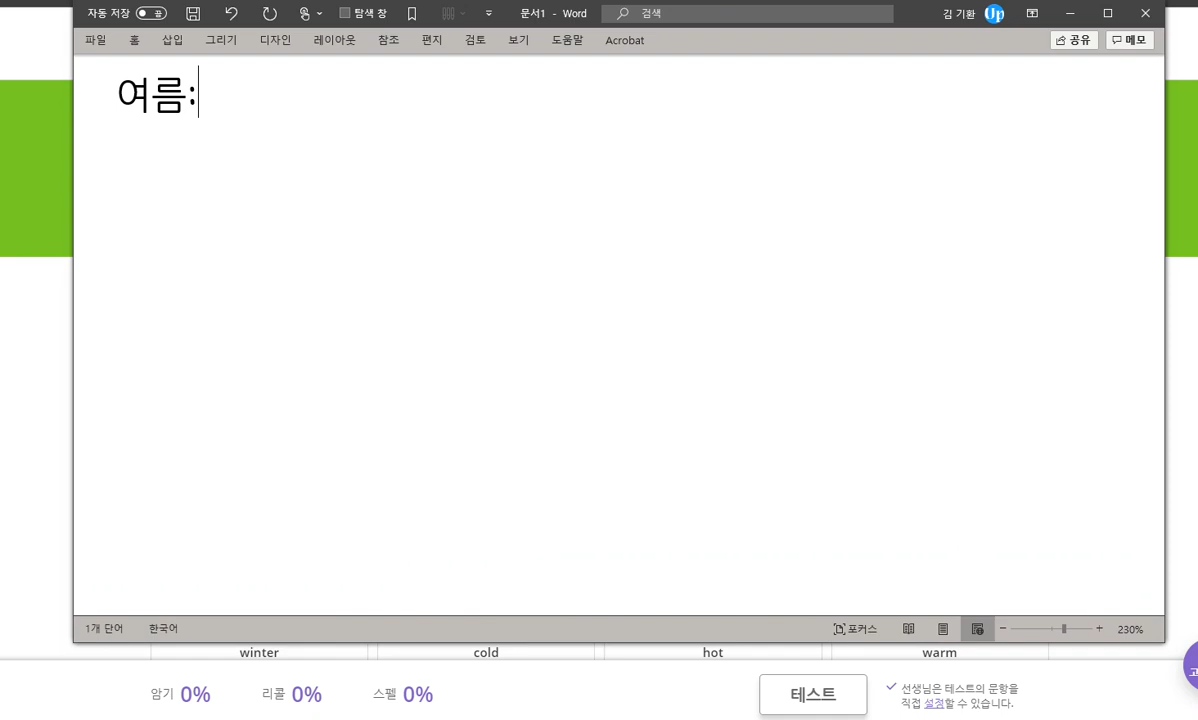 자동 저장 끔 탐색 창 문서1 - Word 검색 김 기환 Up
파일 홈 삽입 그리기 디자인 레이아웃 참조 편지 검토 보기 도움말 Acrobat 공유 메모
여름:
1개 단어 한국어 포커스 230%
winter cold hot warm
암기 0% 리콜 0% 스펠 0% 테스트 선생님은 테스트의 문항을
직접 설정할 수 있습니다.